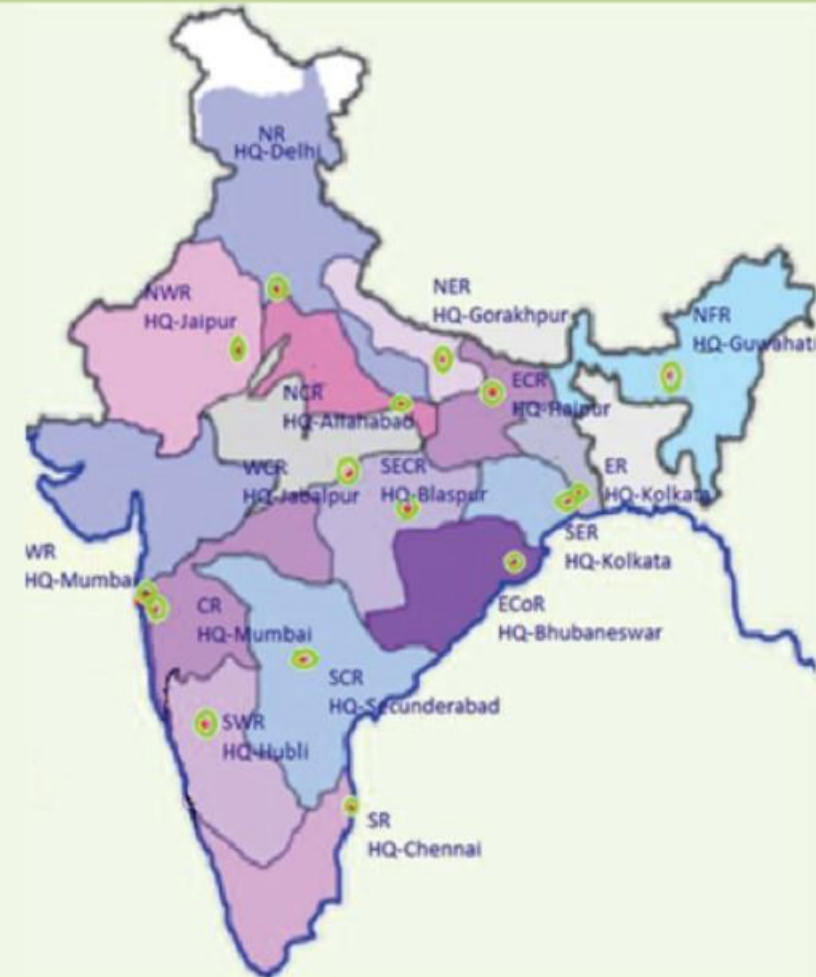 NR
HQ-Delhi
NWR
HQ-Jaipur
NER
HQ-Gorakhpur
NFR
HQ-Guwahati
NCR
HQ-Allahabad
ECR
HQ-Hajpur
WCR
HQ-Jabalpur
SECR
HQ-Blaspur
ER
HQ-Kolkata
SER
HQ-Kolkata
WR
HQ-Mumbai
CR
HQ-Mumbai
ECoR
HQ-Bhubaneswar
SCR
HQ-Secunderabad
SWR
HQ-Hubli
SR
HQ-Chennai